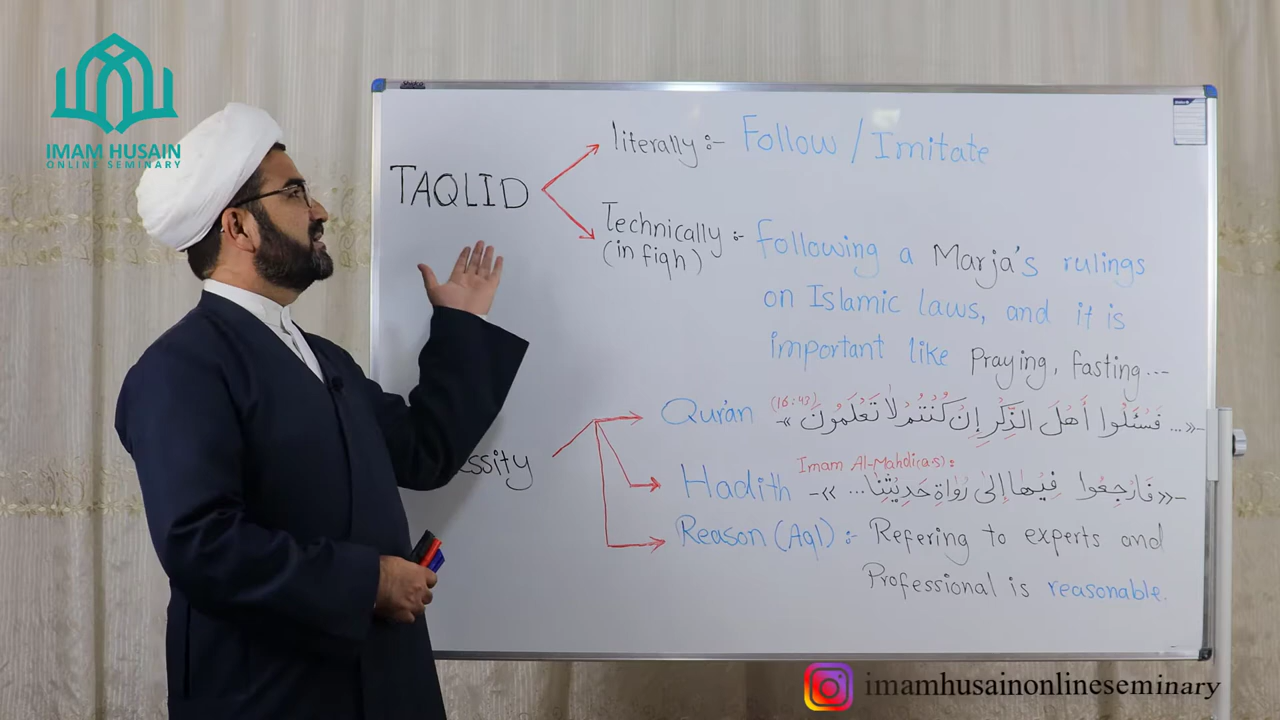 IMAM HUSAIN
ONLINE SEMINARY
TAQLID
literally :- Follow / Imitate
Technically :- Following a Marja's rulings
(in fiqh)
on Islamic laws, and it is
important like Praying, fasting...
Qur'an (16:43) «... فَسْئَلُوا أَهْلَ الذِّكْرِ إِنْ كُنْتُمْ لَا تَعْلَمُونَ»
ssity
Imam Al-Mahdi(a.s):
Hadith -«فَارْجِعُوا فِيهَا إِلَىٰ رُوَاةِ حَدِيثِنَا ...»-
Reason (Aql) :- Refering to experts and
Professional is reasonable.
imamhusainonlineseminary